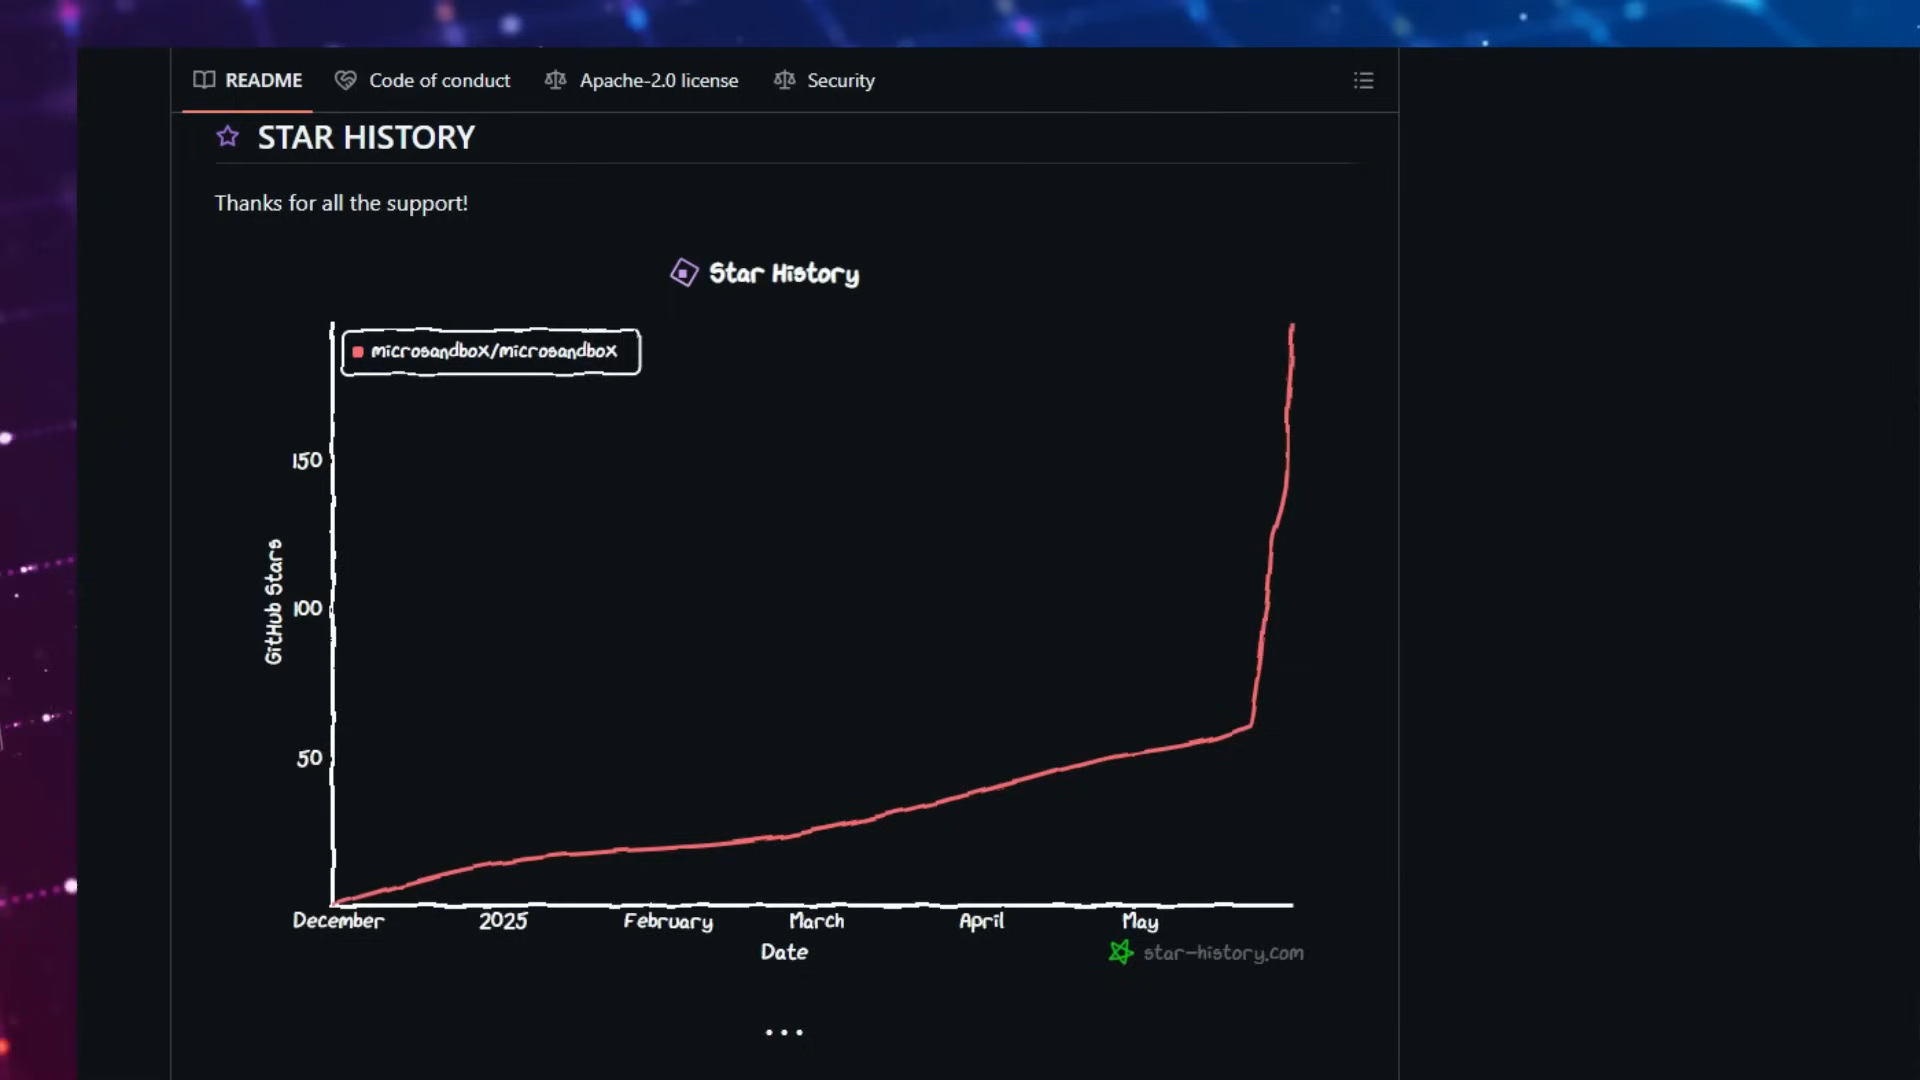 README Code of conduct Apache-2.0 license Security
STAR HISTORY
Thanks for all the support!
Star History
microsandbox/microsandbox
150
100
50
GitHub Stars
December 2025 February March April May
Date
star-history.com